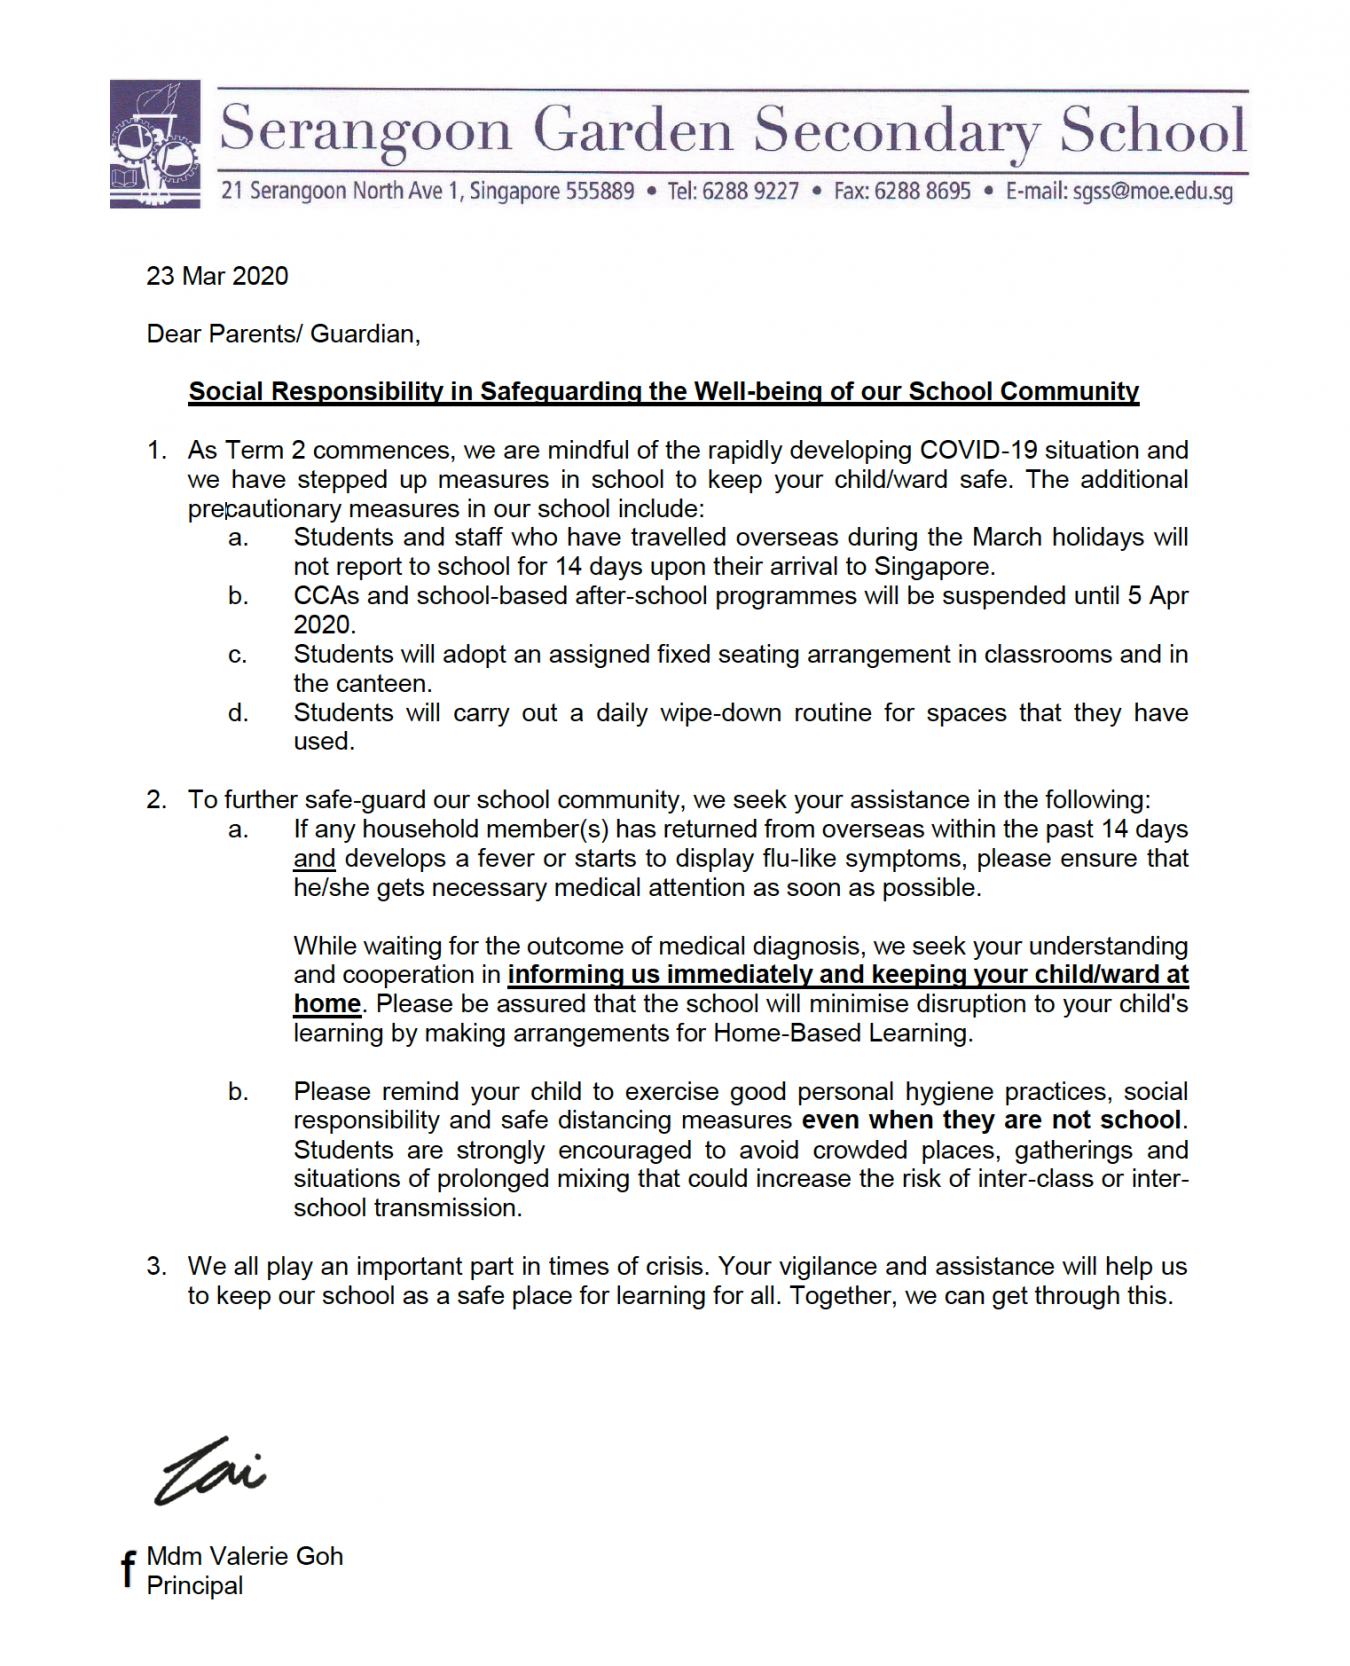 Serangoon Garden Secondary School
21 Serangoon North Ave 1, Singapore 555889 • Tel: 6288 9227 • Fax: 6288 8695 • E-mail: sgss@moe.edu.sg
23 Mar 2020
Dear Parents/ Guardian,
Social Responsibility in Safeguarding the Well-being of our School Community
1. As Term 2 commences, we are mindful of the rapidly developing COVID-19 situation and
we have stepped up measures in school to keep your child/ward safe. The additional
precautionary measures in our school include:
a. Students and staff who have travelled overseas during the March holidays will
not report to school for 14 days upon their arrival to Singapore.
b. CCAs and school-based after-school programmes will be suspended until 5 Apr
2020.
c. Students will adopt an assigned fixed seating arrangement in classrooms and in
the canteen.
d. Students will carry out a daily wipe-down routine for spaces that they have
used.
2. To further safe-guard our school community, we seek your assistance in the following:
a. If any household member(s) has returned from overseas within the past 14 days
and develops a fever or starts to display flu-like symptoms, please ensure that
he/she gets necessary medical attention as soon as possible.
While waiting for the outcome of medical diagnosis, we seek your understanding
and cooperation in informing us immediately and keeping your child/ward at
home. Please be assured that the school will minimise disruption to your child's
learning by making arrangements for Home-Based Learning.
b. Please remind your child to exercise good personal hygiene practices, social
responsibility and safe distancing measures even when they are not school.
Students are strongly encouraged to avoid crowded places, gatherings and
situations of prolonged mixing that could increase the risk of inter-class or inter-
school transmission.
3. We all play an important part in times of crisis. Your vigilance and assistance will help us
to keep our school as a safe place for learning for all. Together, we can get through this.
f Mdm Valerie Goh
Principal